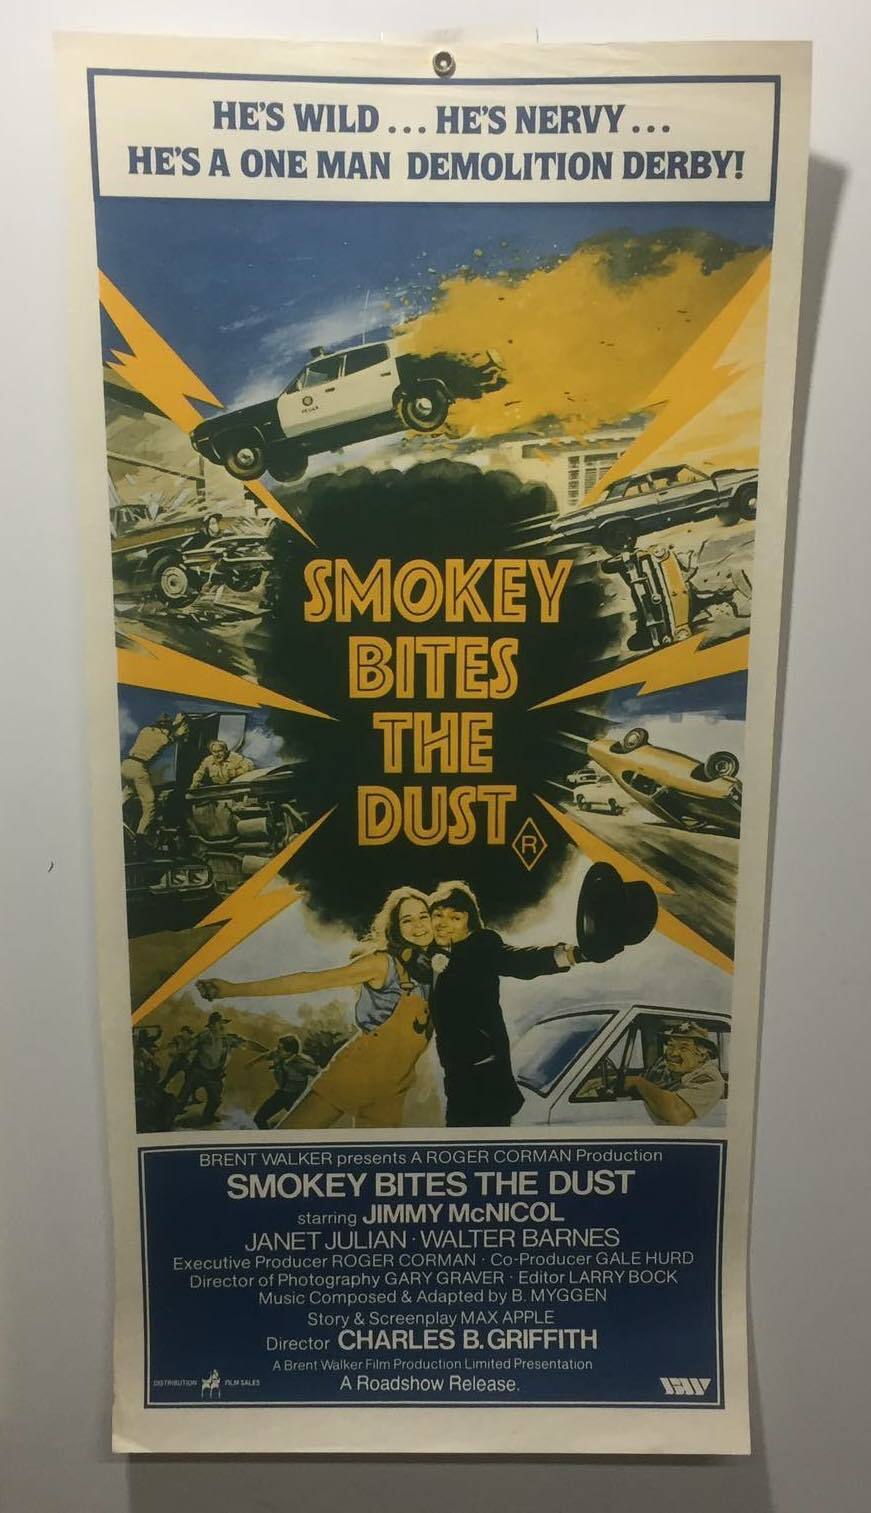 HE'S WILD ... HE'S NERVY ...
HE'S A ONE MAN DEMOLITION DERBY!
SMOKEY
BITES
THE
DUST
R
BRENT WALKER presents A ROGER CORMAN Production
SMOKEY BITES THE DUST
starring JIMMY McNICOL
JANET JULIAN · WALTER BARNES
Executive Producer ROGER CORMAN · Co-Producer GALE HURD
Director of Photography GARY GRAVER · Editor LARRY BOCK
Music Composed & Adapted by B. MYGGEN
Story & Screenplay MAX APPLE
Director CHARLES B. GRIFFITH
A Brent Walker Film Production Limited Presentation
DISTRIBUTION FILM SALES
A Roadshow Release.